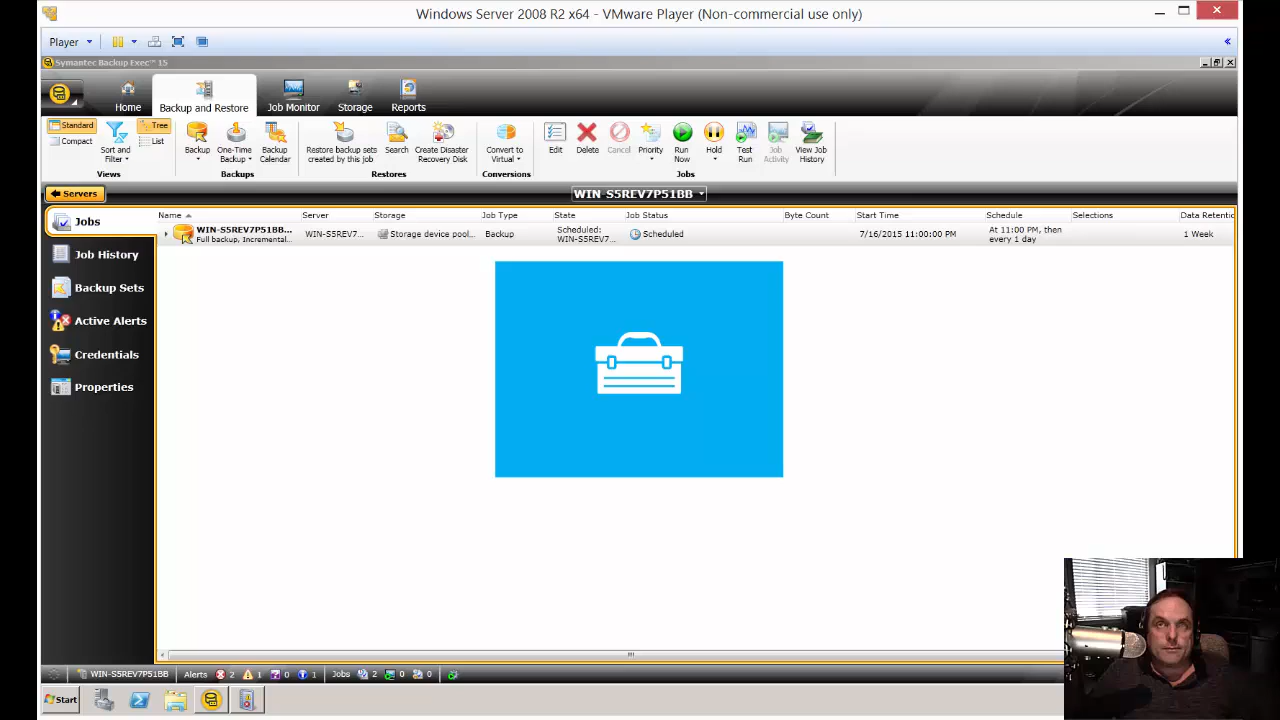 Windows Server 2008 R2 x64 - VMware Player (Non-commercial use only)
Player
Symantec Backup Exec™ 15
Home
Backup and Restore
Job Monitor
Storage
Reports
Standard
Compact
Sort and
Filter
Tree
List
Views
Backup
One-Time
Backup
Backup
Calendar
Backups
Restore backup sets
created by this job
Search
Create Disaster
Recovery Disk
Restores
Convert to
Virtual
Conversions
Edit
Delete
Cancel
Priority
Run
Now
Hold
Test
Run
Job
Activity
View Job
History
Jobs
Servers
WIN-S5REV7P51BB
Jobs
Job History
Backup Sets
Active Alerts
Credentials
Properties
Name Server Storage Job Type State Job Status Byte Count Start Time Schedule Selections Data Retentic
WIN-S5REV7P51BB...
Full backup, Incremental...
WIN-S5REV7...
Storage device pool...
Backup
Scheduled:
WIN-S5REV7...
Scheduled
7/16/2015 11:00:00 PM
At 11:00 PM, then
every 1 day
1 Week
WIN-S5REV7P51BB Alerts 2 1 0 1 Jobs 2 0 0
Start